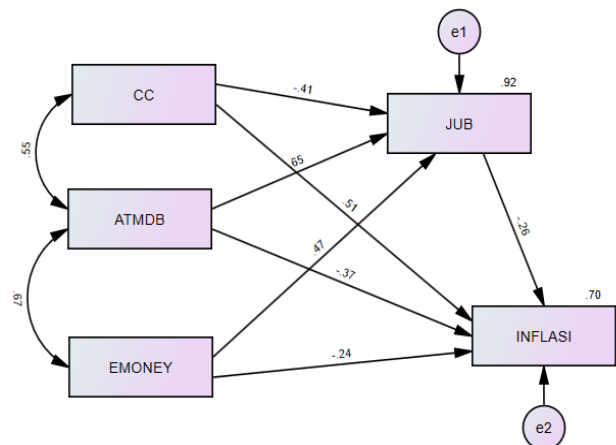 e1
CC
-.41
.92
JUB
.55
65
.51
ATMDB
.47
-.26
.67
-.37
.70
INFLASI
EMONEY
-.24
e2